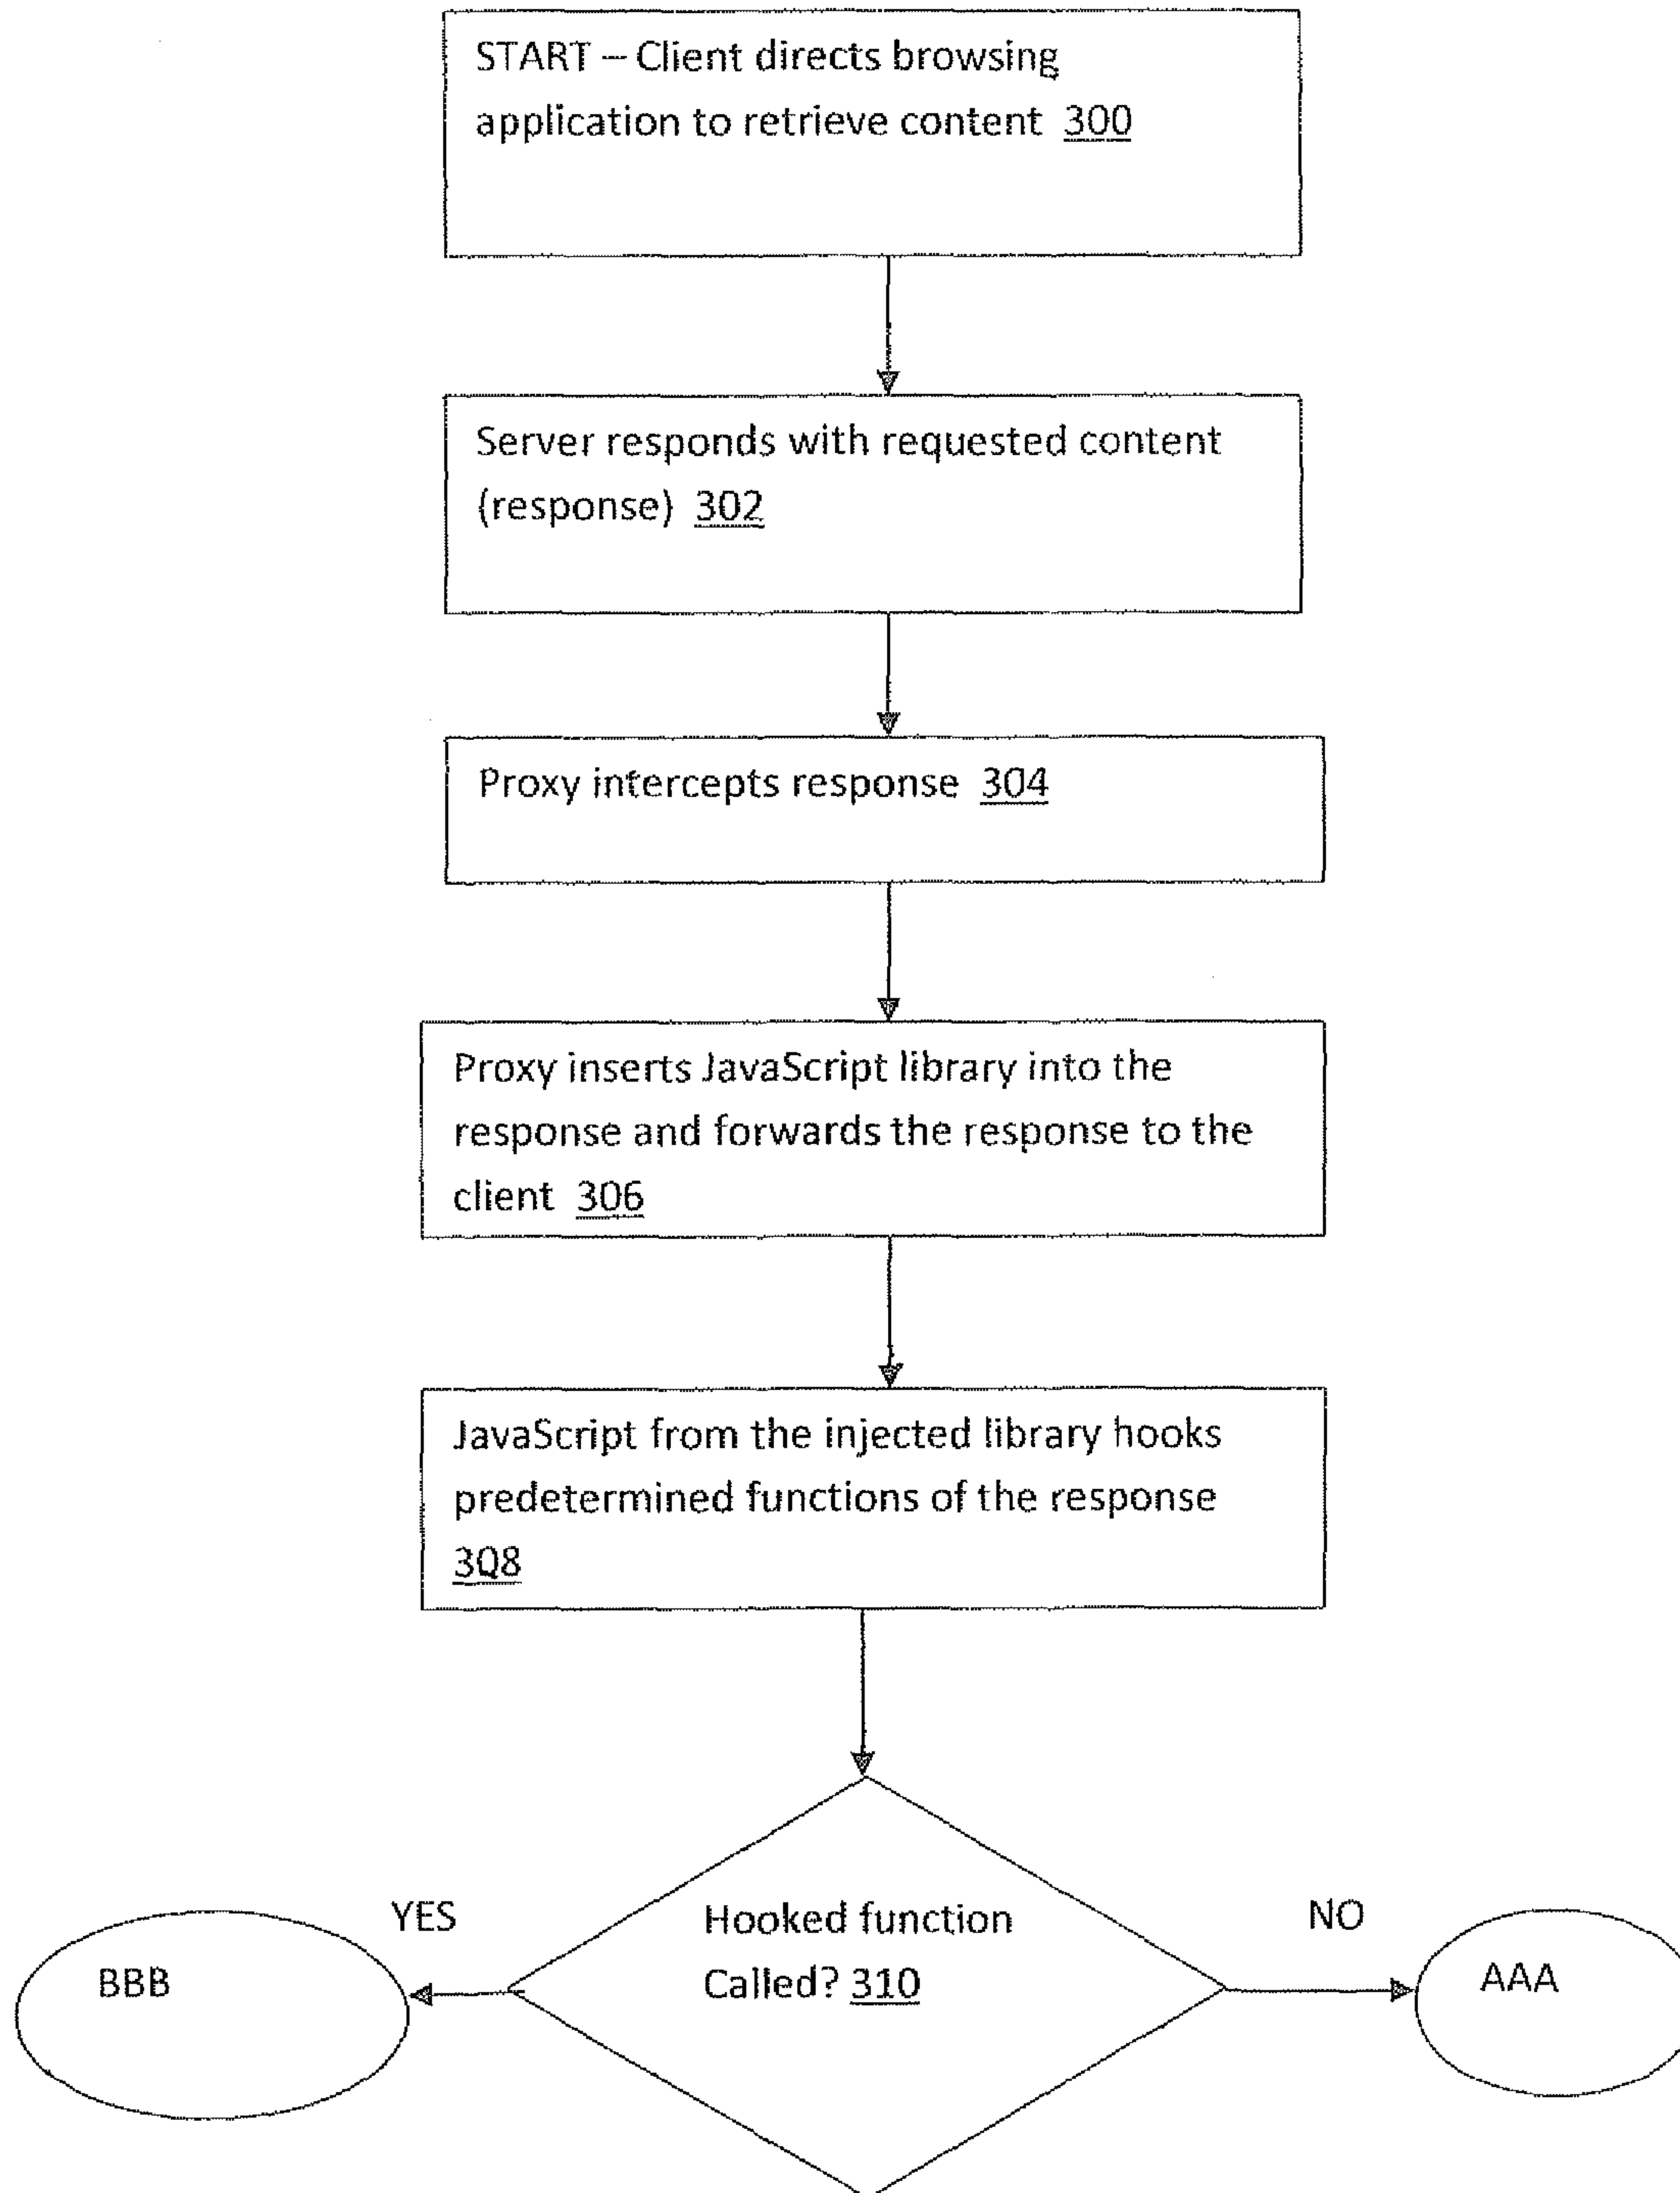 START – Client directs browsing
application to retrieve content 300
Server responds with requested content
(response) 302
Proxy intercepts response 304
Proxy inserts JavaScript library into the
response and forwards the response to the
client 306
JavaScript from the injected library hooks
predetermined functions of the response
308
YES
Hooked function
NO
BBB
Called? 310
AAA